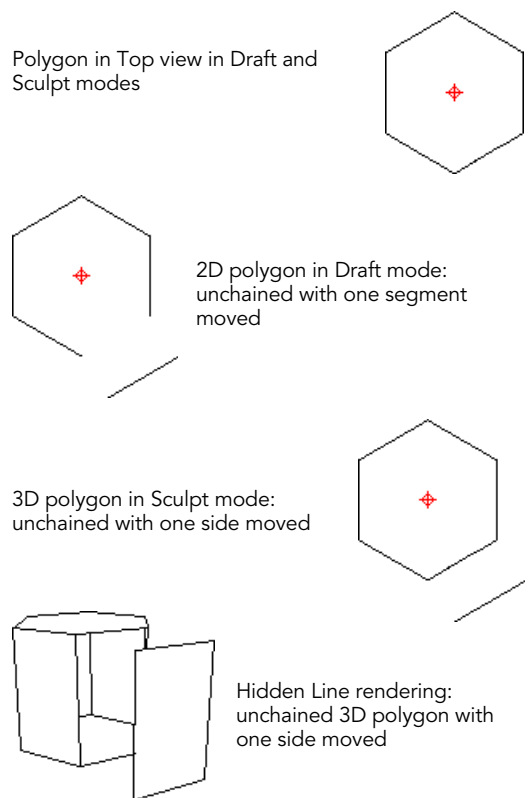 Polygon in Top view in Draft and
Sculpt modes
2D polygon in Draft mode:
unchained with one segment
moved
3D polygon in Sculpt mode:
unchained with one side moved
Hidden Line rendering:
unchained 3D polygon with
one side moved